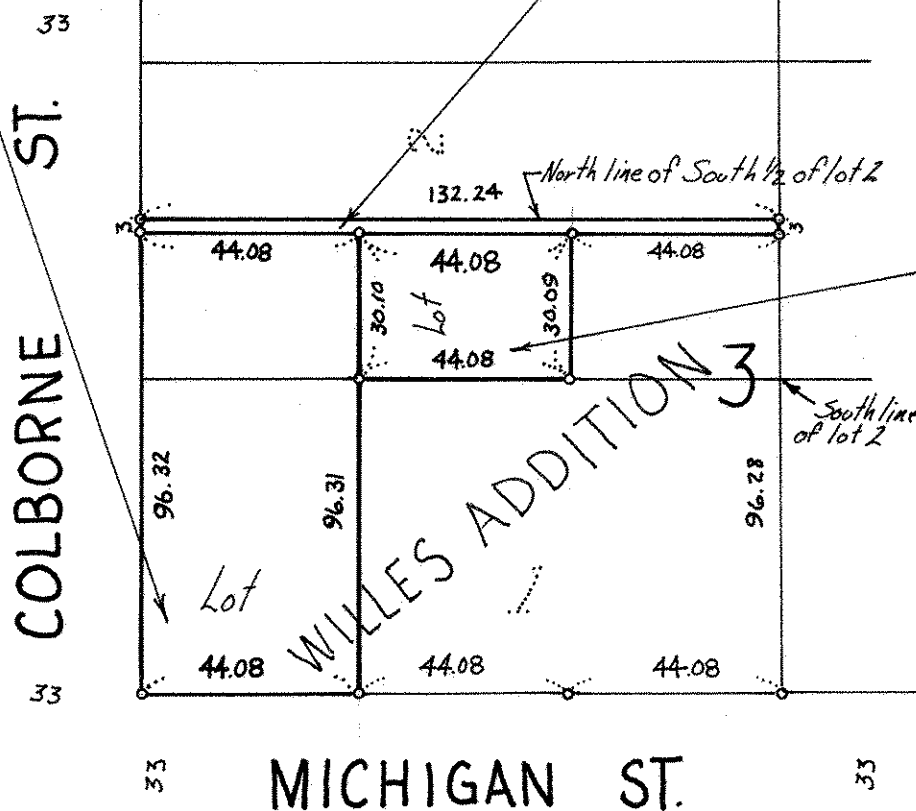 33
COLBORNE ST.
2
North line of South 1/2 of lot 2
132.24
3
3
44.08
44.08
44.08
30.10
Lot
30.09
44.08
3
South line
of lot 2
96.32
96.31
96.28
WILLES ADDITION
Lot
1
44.08
44.08
44.08
33
33
MICHIGAN ST.
33